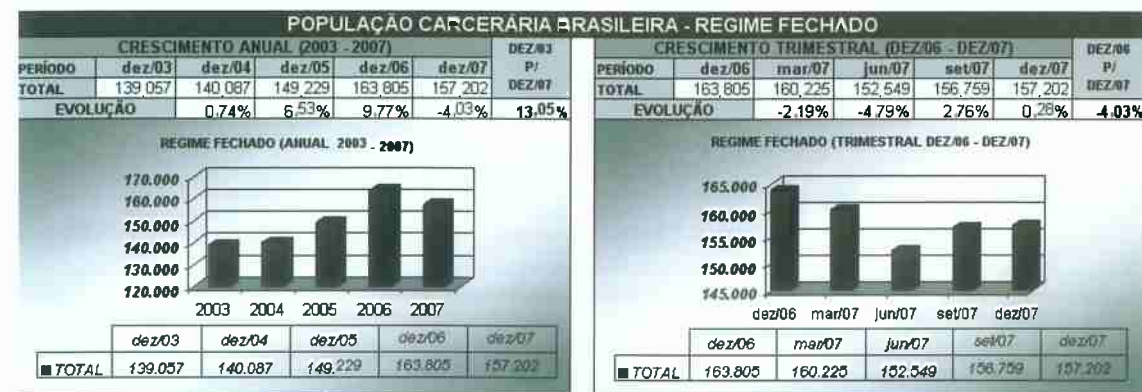 POPULAÇÃO CARCERÁRIA BRASILEIRA - REGIME FECHADO
CRESCIMENTO ANUAL (2003 - 2007) DEZ/03 P/ DEZ/07
PERÍODO dez/03 dez/04 dez/05 dez/06 dez/07
TOTAL 139.057 140.087 149.229 163.805 157.202
EVOLUÇÃO 0,74% 6,53% 9,77% -4,03% 13,05%
REGIME FECHADO (ANUAL 2003 - 2007)
170.000
160.000
150.000
140.000
130.000
120.000
2003 2004 2005 2006 2007
dez/03 dez/04 dez/05 dez/06 dez/07
TOTAL 139.057 140.087 149.229 163.805 157.202
CRESCIMENTO TRIMESTRAL (DEZ/06 - DEZ/07) DEZ/06 P/ DEZ/07
PERÍODO dez/06 mar/07 jun/07 set/07 dez/07
TOTAL 163.805 160.225 152.549 156.759 157.202
EVOLUÇÃO -2,19% -4,79% 2,76% 0,28% -4,03%
REGIME FECHADO (TRIMESTRAL DEZ/06 - DEZ/07)
165.000
160.000
155.000
150.000
145.000
dez/06 mar/07 jun/07 set/07 dez/07
dez/06 mar/07 jun/07 set/07 dez/07
TOTAL 163.805 160.225 152.549 156.759 157.202